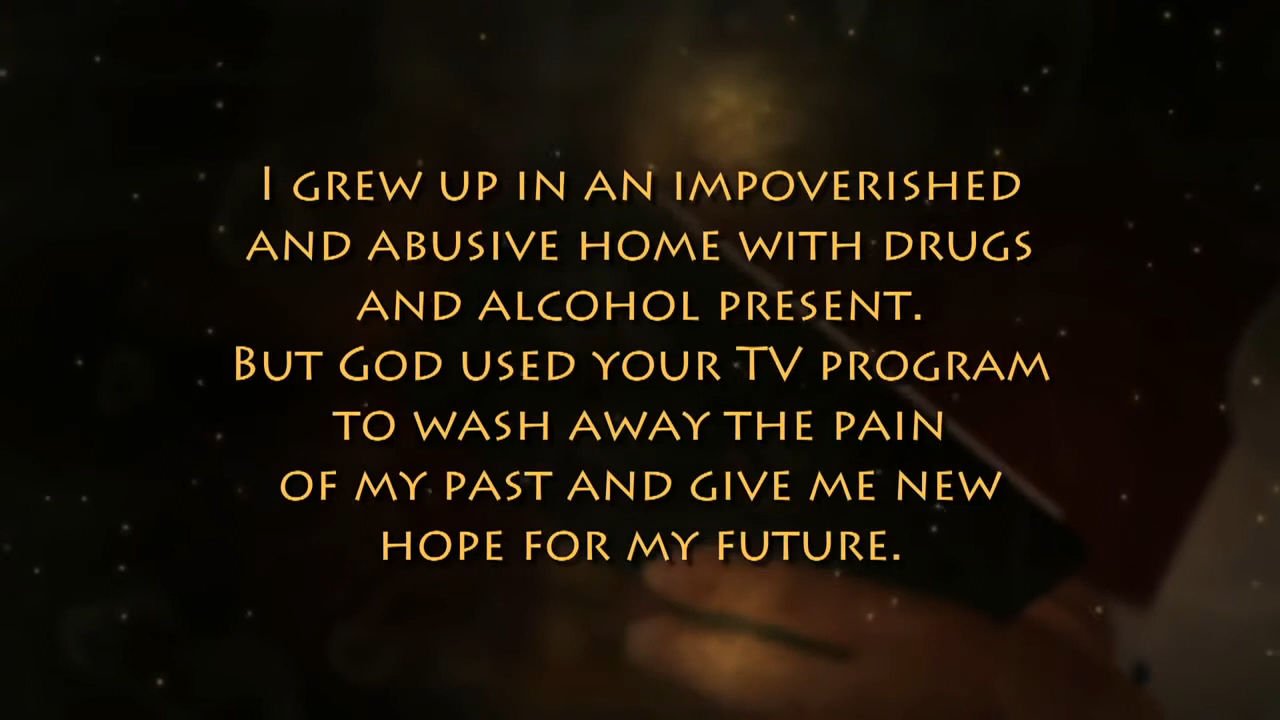 I GREW UP IN AN IMPOVERISHED
AND ABUSIVE HOME WITH DRUGS
AND ALCOHOL PRESENT.
BUT GOD USED YOUR TV PROGRAM
TO WASH AWAY THE PAIN
OF MY PAST AND GIVE ME NEW
HOPE FOR MY FUTURE.